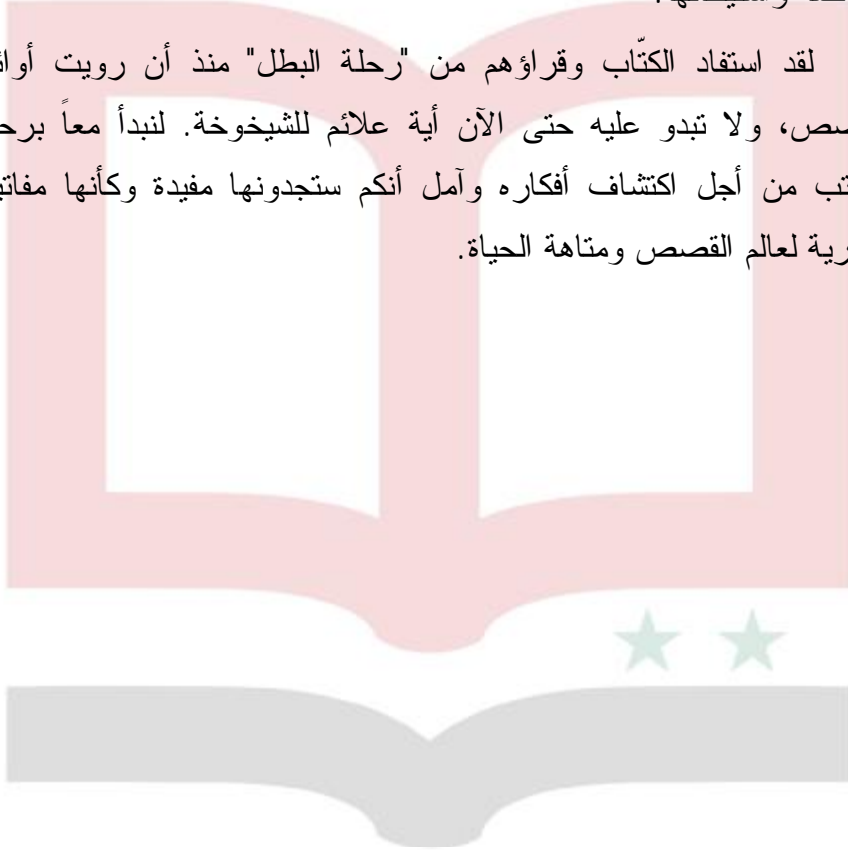 لقد استفاد الكتّاب وقراؤهم من "رحلة البطل" منذ أن رويت
ولا تبدو عليه حتى الآن أية علائم للشيخوخة. لنبدأ معاً
من أجل اكتشاف أفكاره وآمل أنكم ستجدونها مفيدة وكأنها
لعالم القصص ومتاهة الحياة.